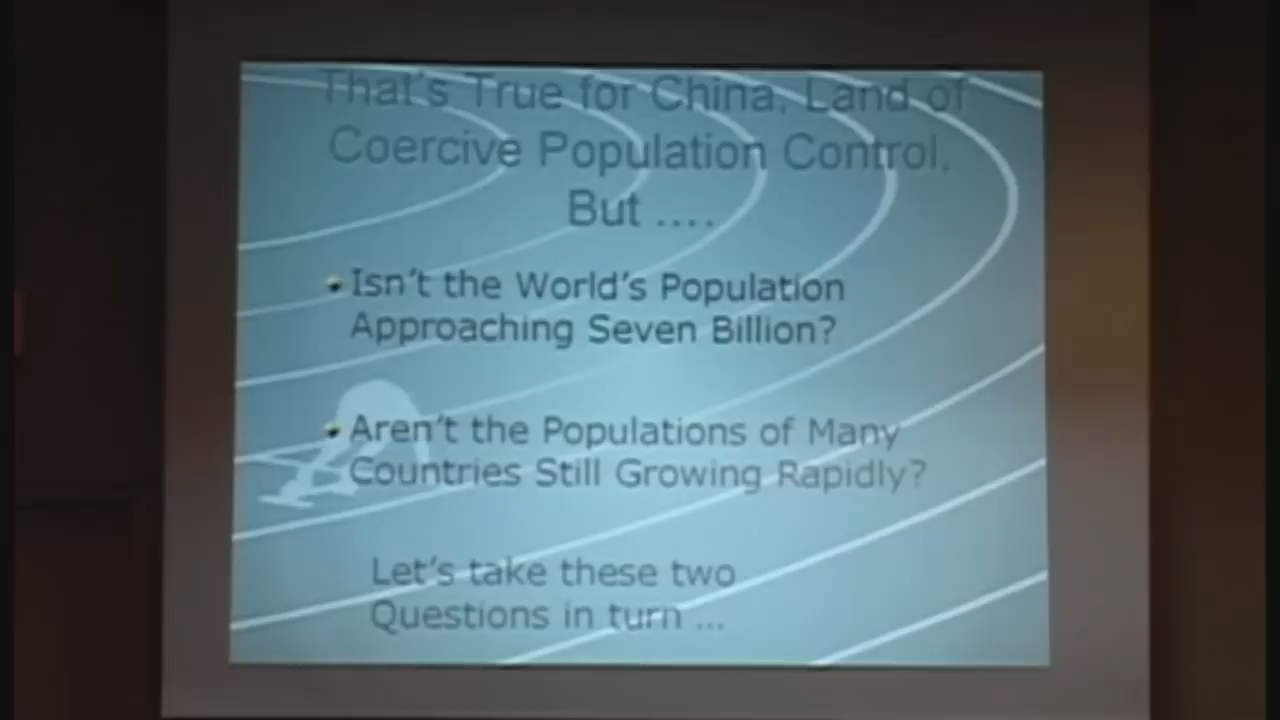 That's True for China, Land of
Coercive Population Control,
But ....
Isn't the World's Population
Approaching Seven Billion?
Aren't the Populations of Many
Countries Still Growing Rapidly?
Let's take these two
Questions in turn ...